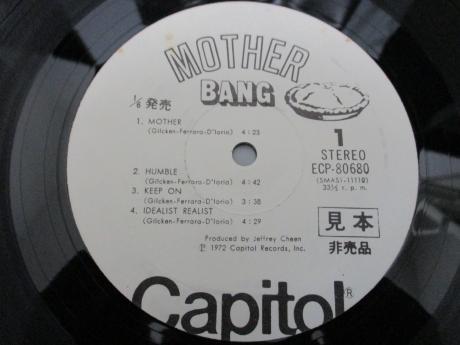 MOTHER
BANG
1/6 発売
1
STEREO
ECP-80680
(SMASI-11110)
33⅓ r. p. m.
1. MOTHER
(Gilcken-Ferrara-D'Iorio) 4:23
2. HUMBLE
(Gilcken-Ferrara-D'Iorio) 4:42
3. KEEP ON
(Gilcken-Ferrara-D'Iorio) 3:38
4. IDEALIST REALIST
(Gilcken-Ferrara-D'Iorio) 4:29
見本
非売品
Produced by Jeffrey Cheen
Ⓟ 1972 Capitol Records, Inc.
Capitol®